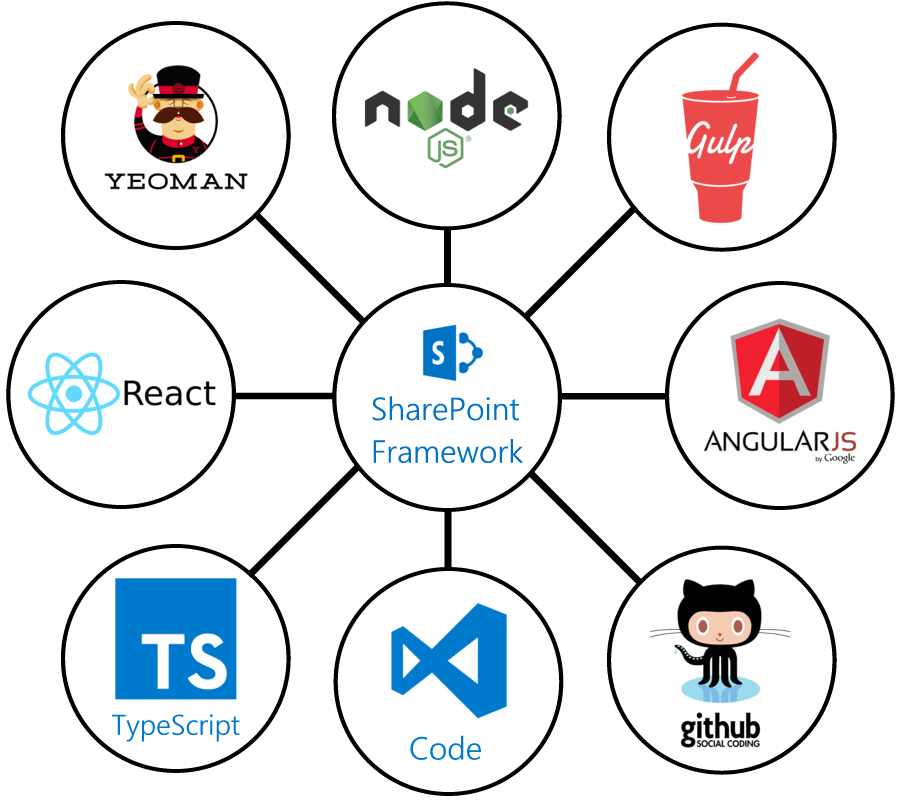 YEOMAN
node
JS
®
Gulp
React
S
SharePoint
Framework
A
ANGULARJS
by Google
TS
TypeScript
Code
github
SOCIAL CODING